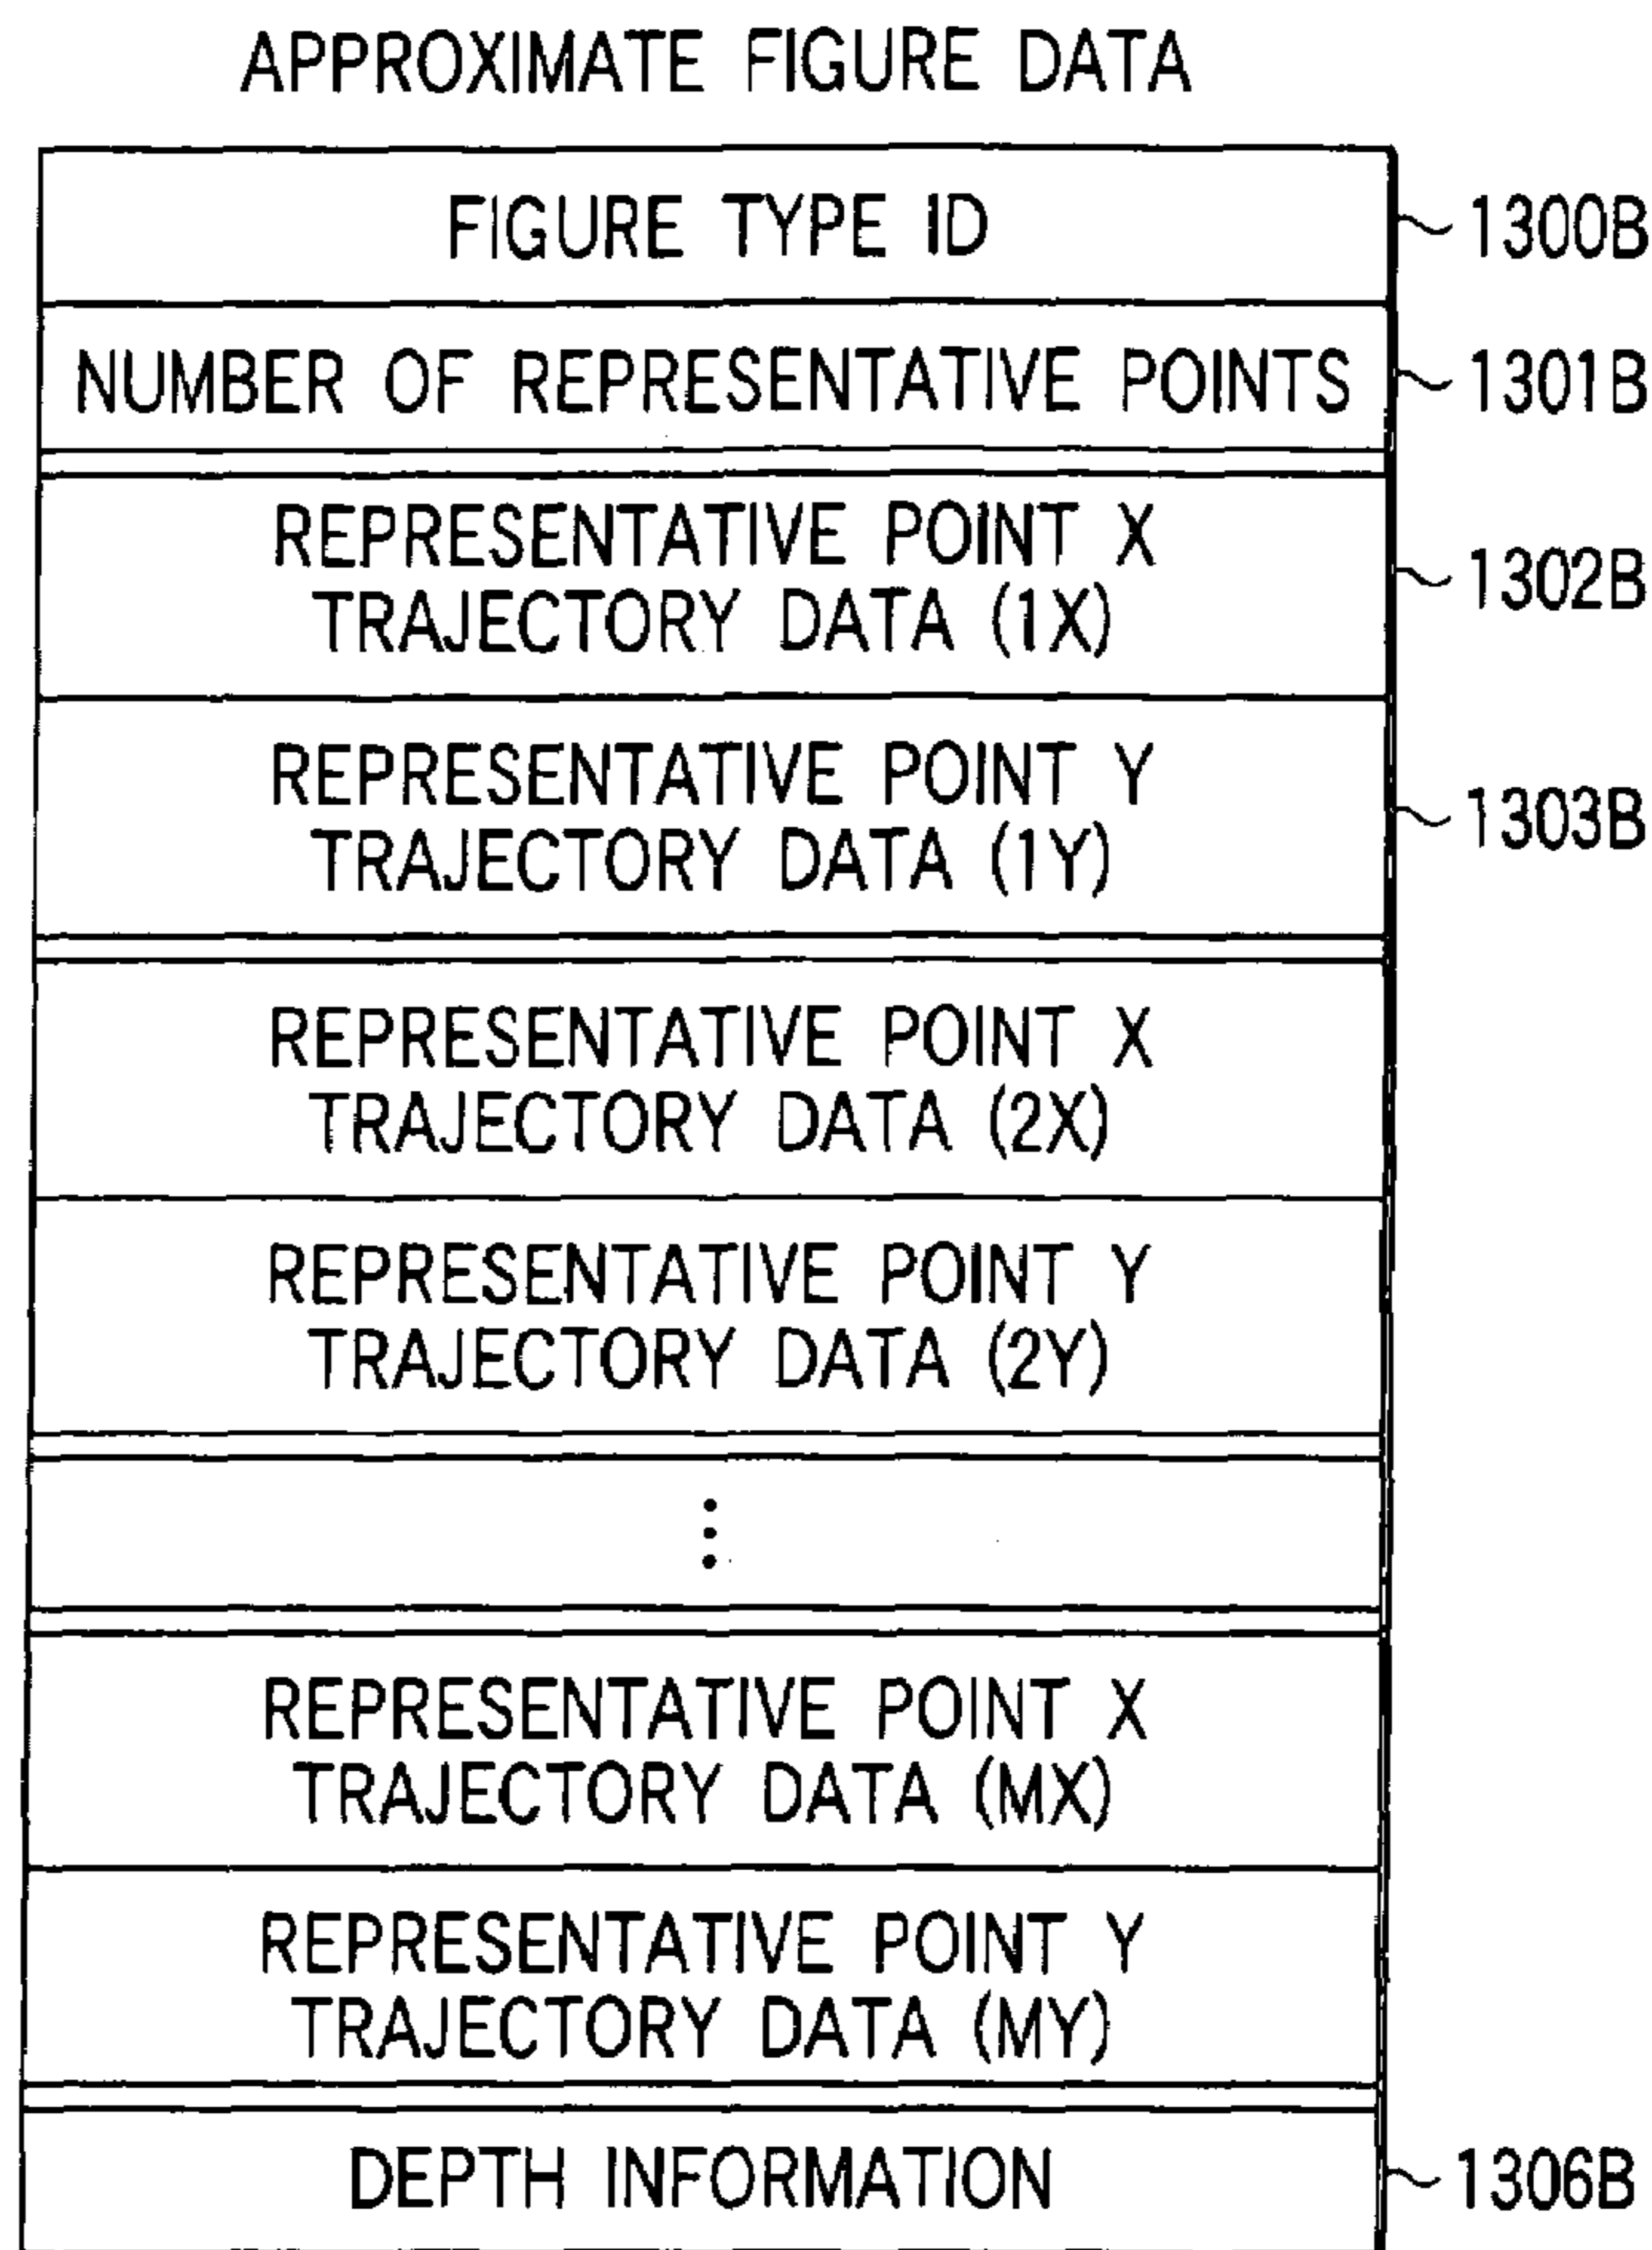 APPROXIMATE FIGURE DATA
FIGURE TYPE ID
1300B
NUMBER OF REPRESENTATIVE POINTS
1301B
REPRESENTATIVE POINT X
TRAJECTORY DATA (1X)
1302B
REPRESENTATIVE POINT Y
TRAJECTORY DATA (1Y)
1303B
REPRESENTATIVE POINT X
TRAJECTORY DATA (2X)
REPRESENTATIVE POINT Y
TRAJECTORY DATA (2Y)
REPRESENTATIVE POINT X
TRAJECTORY DATA (MX)
REPRESENTATIVE POINT Y
TRAJECTORY DATA (MY)
DEPTH INFORMATION
1306B